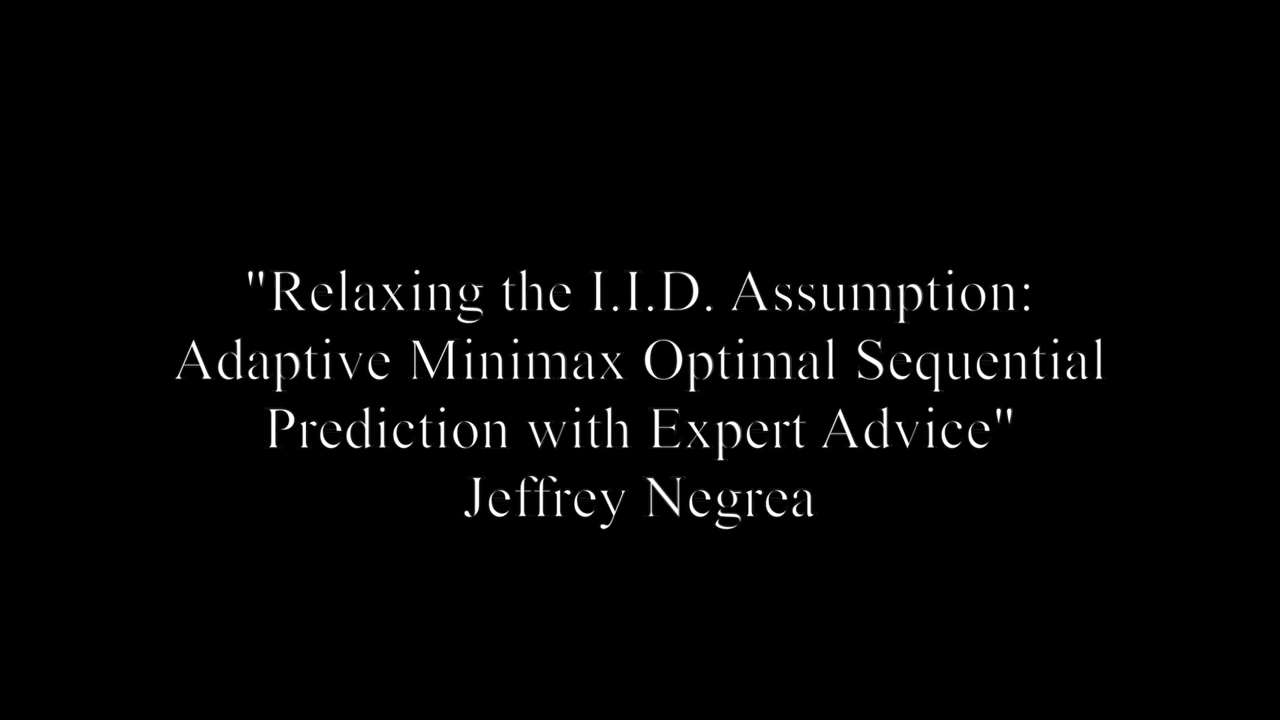 "Relaxing the I.I.D. Assumption:
Adaptive Minimax Optimal Sequential
Prediction with Expert Advice"
Jeffrey Negrea